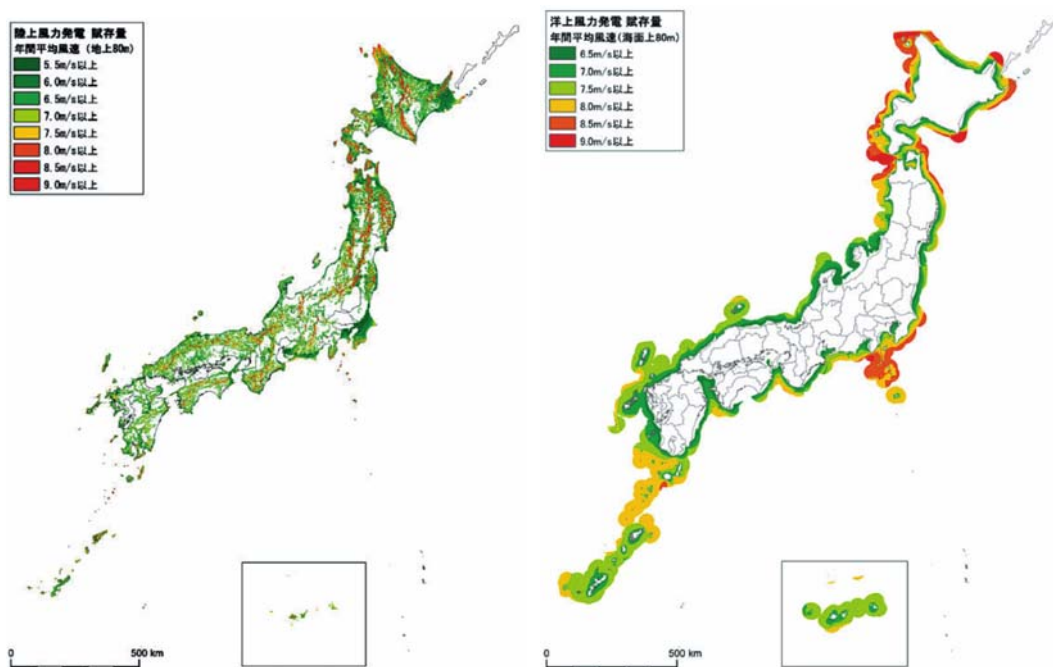 陸上風力発電 賦存量
年間平均風速 (地上80m)
5.5m/s以上
6.0m/s以上
6.5m/s以上
7.0m/s以上
7.5m/s以上
8.0m/s以上
8.5m/s以上
9.0m/s以上
0 500 km
洋上風力発電 賦存量
年間平均風速(海面上80m)
6.5m/s以上
7.0m/s以上
7.5m/s以上
8.0m/s以上
8.5m/s以上
9.0m/s以上
0 500 km